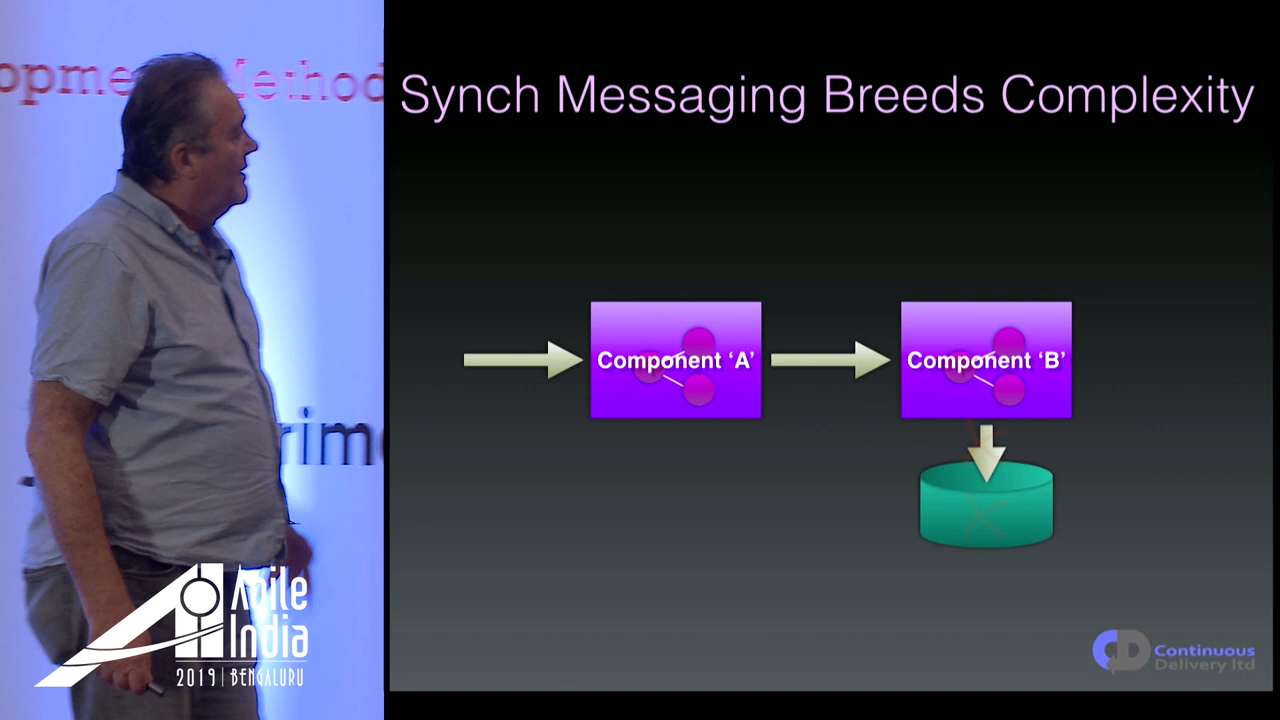 Synch Messaging Breeds Complexity
Component ‘A’
Component ‘B’
Continuous
Delivery ltd
Agile
India
2019 | BENGALURU